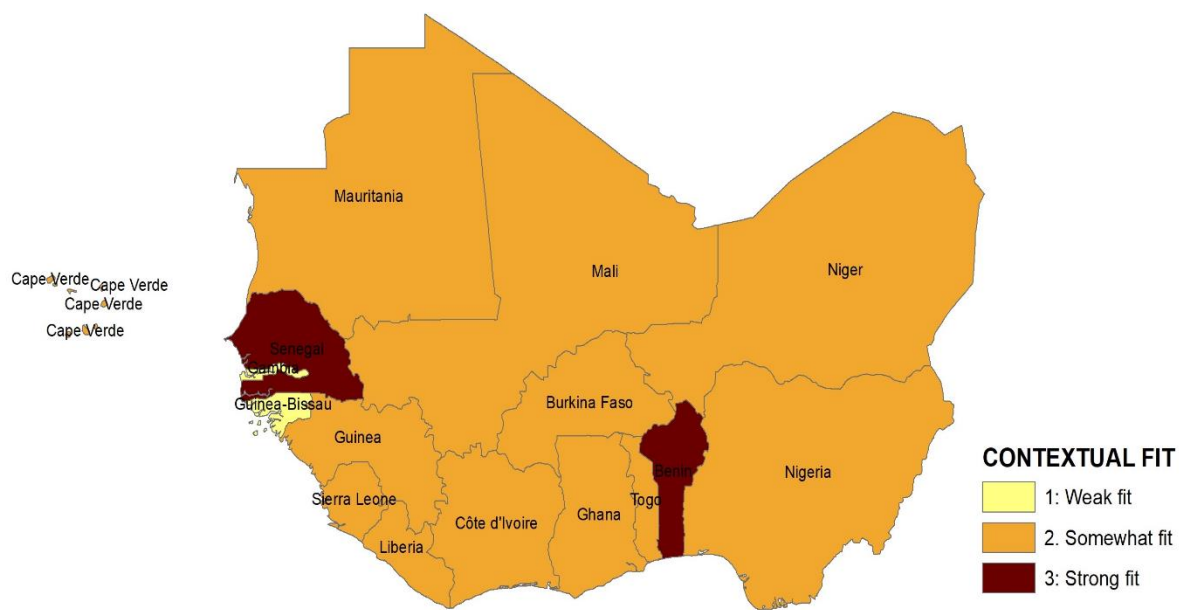 Mauritania
Mali
Niger
Cape Verde
Cape Verde
Cape Verde
Cape Verde
Senegal
Gambia
Guinea-Bissau
Guinea
Burkina Faso
Sierra Leone
Liberia
Côte d'Ivoire
Ghana
Togo
Benin
Nigeria
CONTEXTUAL FIT
1: Weak fit
2. Somewhat fit
3: Strong fit